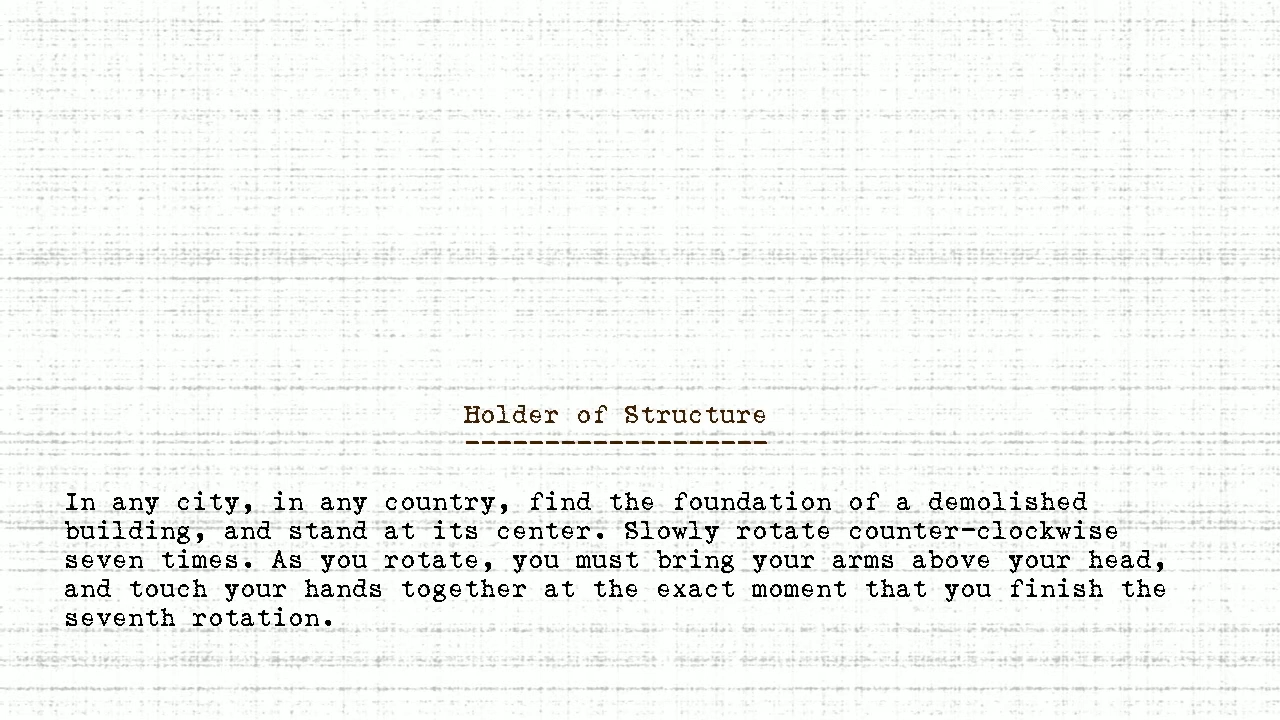 Holder of Structure
-------------------
In any city, in any country, find the foundation of a demolished
building, and stand at its center. Slowly rotate counter-clockwise
seven times. As you rotate, you must bring your arms above your head,
and touch your hands together at the exact moment that you finish the
seventh rotation.